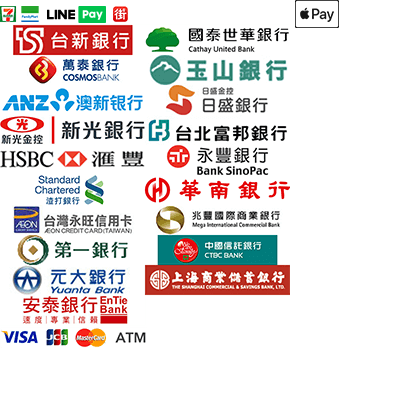 7-ELEVEN FamilyMart LINE Pay 街 Pay
台新銀行 國泰世華銀行
Cathay United Bank
萬泰銀行 玉山銀行
COSMOSBANK
ANZ 澳新银行 日盛金控
日盛銀行
新光金控 新光銀行 台北富邦銀行
HSBC 滙豐 永豐銀行
Bank SinoPac
Standard
Chartered
渣打銀行 華南銀行
台灣永旺信用卡 兆豐國際商業銀行
AEON CREDIT CARD(TAIWAN) Mega International Commercial Bank
第一銀行 中國信託銀行
CTBC BANK
元大銀行 上海商業儲蓄銀行
Yuanta Bank THE SHANGHAI COMMERCIAL & SAVINGS BANK, LTD.
安泰銀行 EnTie
Bank
速度|專業|信賴
VISA JCB MasterCard ATM